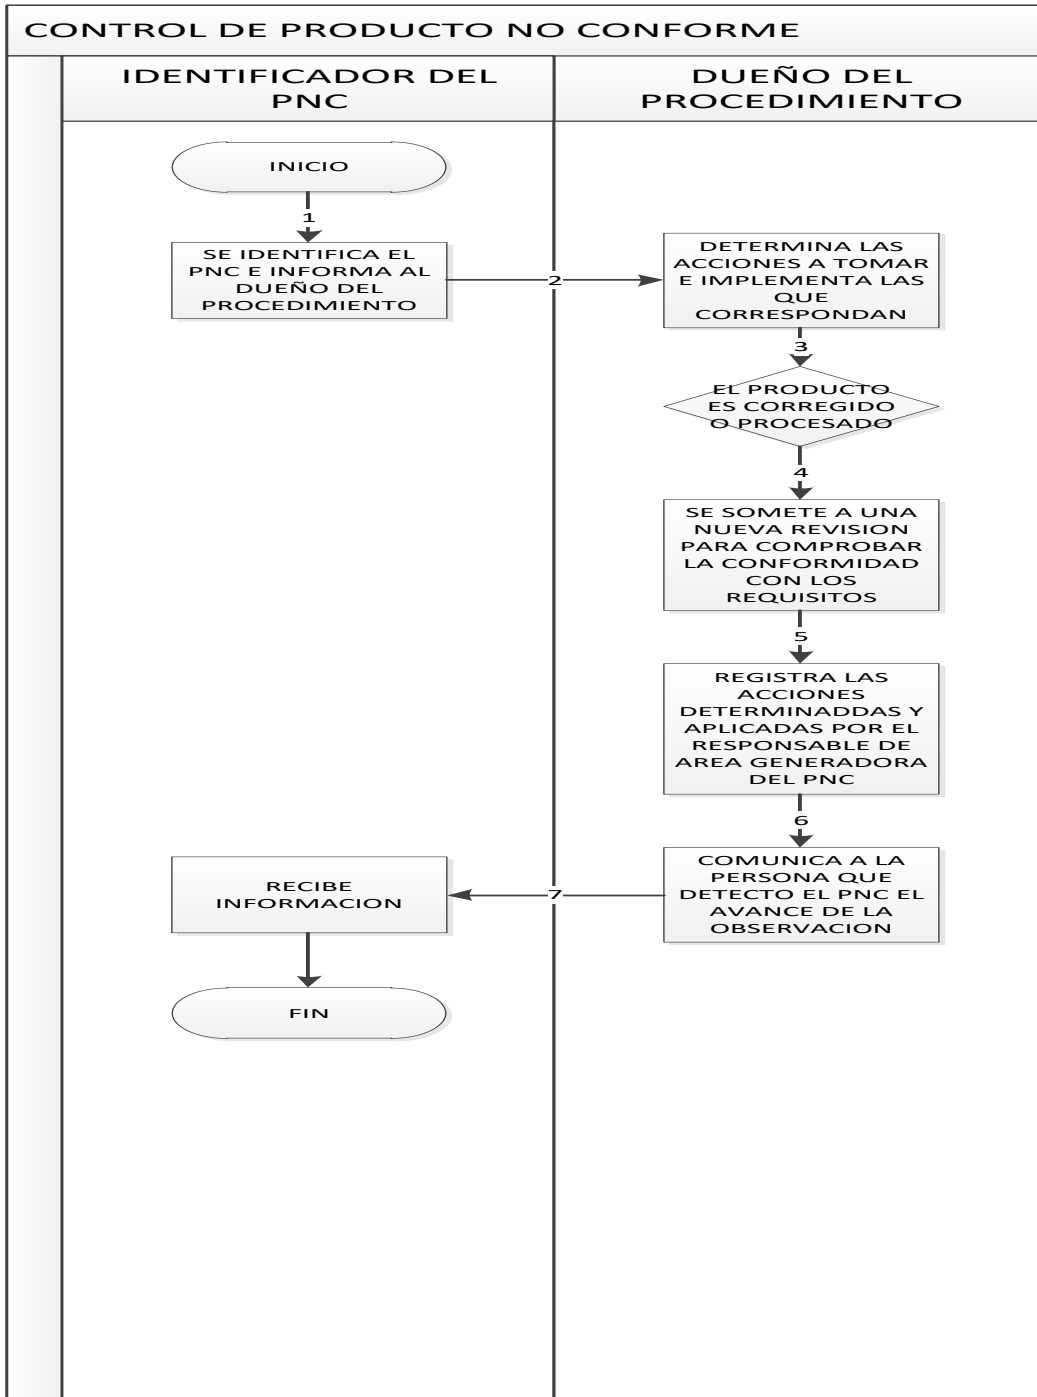 CONTROL DE PRODUCTO NO CONFORME
IDENTIFICADOR DEL
PNC
DUEÑO DEL
PROCEDIMIENTO
INICIO
1
SE IDENTIFICA EL
PNC E INFORMA AL
DUEÑO DEL
PROCEDIMIENTO
2
DETERMINA LAS
ACCIONES A TOMAR
E IMPLEMENTA LAS
QUE
CORRESPONDAN
3
EL PRODUCTO
ES CORREGIDO
O PROCESADO
4
SE SOMETE A UNA
NUEVA REVISION
PARA COMPROBAR
LA CONFORMIDAD
CON LOS
REQUISITOS
5
REGISTRA LAS
ACCIONES
DETERMINADDAS Y
APLICADAS POR EL
RESPONSABLE DE
AREA GENERADORA
DEL PNC
6
COMUNICA A LA
PERSONA QUE
DETECTO EL PNC EL
AVANCE DE LA
OBSERVACION
7
RECIBE
INFORMACION
FIN